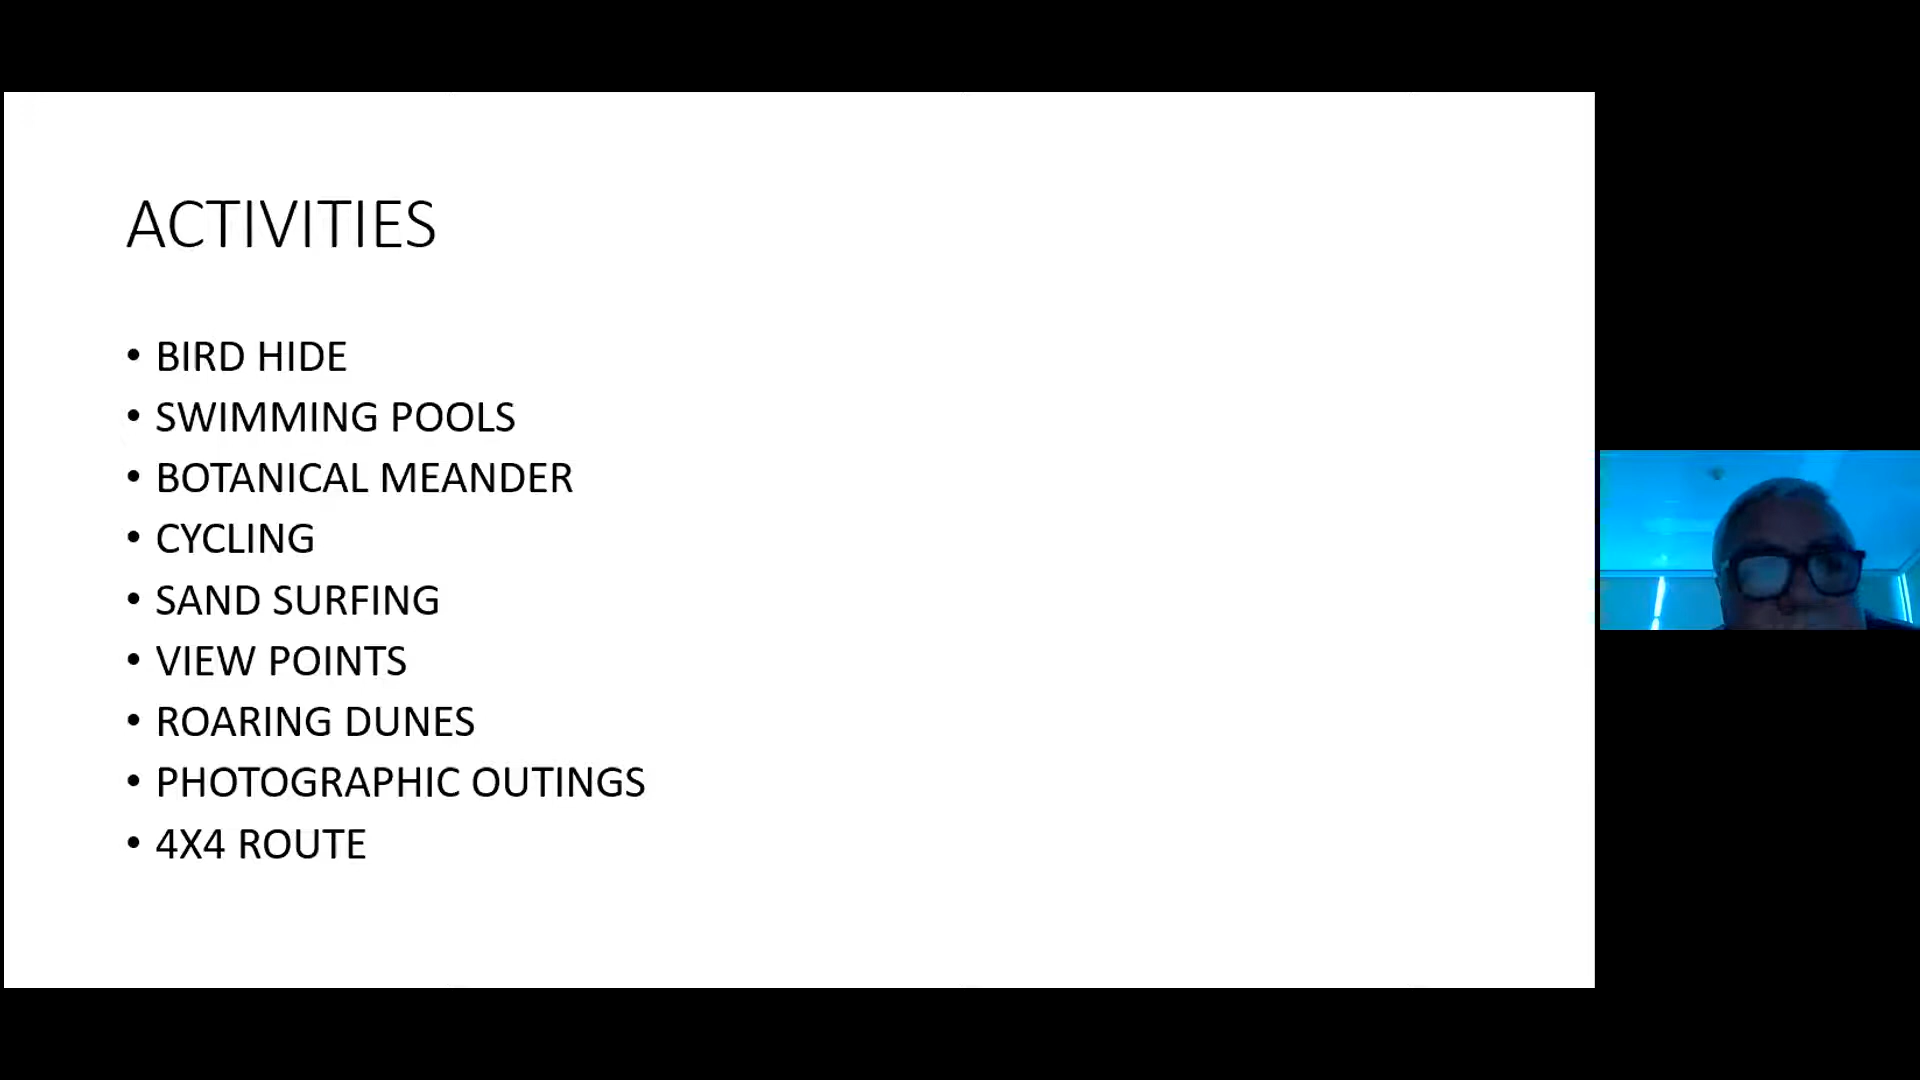 ACTIVITIES
• BIRD HIDE
• SWIMMING POOLS
• BOTANICAL MEANDER
• CYCLING
• SAND SURFING
• VIEW POINTS
• ROARING DUNES
• PHOTOGRAPHIC OUTINGS
• 4X4 ROUTE